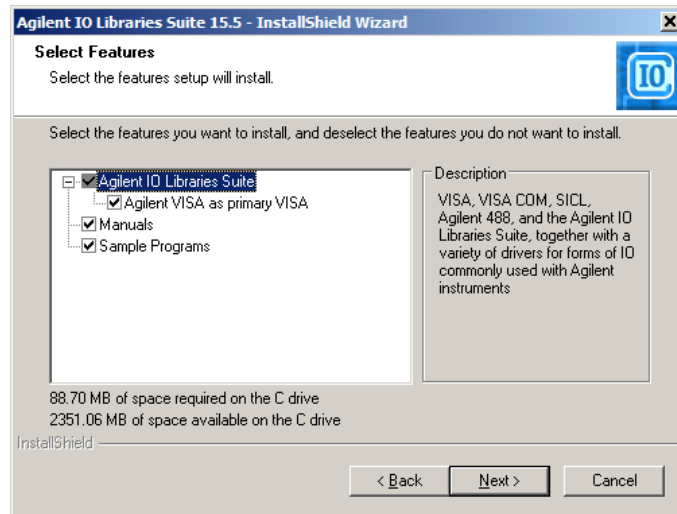 Agilent IO Libraries Suite 15.5 - InstallShield Wizard
Select Features
Select the features setup will install.
IO
Select the features you want to install, and deselect the features you do not want to install.
Agilent IO Libraries Suite
Agilent VISA as primary VISA
Manuals
Sample Programs
Description
VISA, VISA COM, SICL,
Agilent 488, and the Agilent IO
Libraries Suite, together with a
variety of drivers for forms of IO
commonly used with Agilent
instruments
88.70 MB of space required on the C drive
2351.06 MB of space available on the C drive
InstallShield
< Back
Next >
Cancel